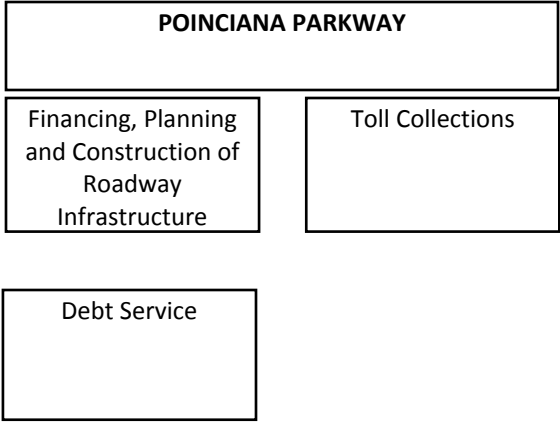 POINCIANA PARKWAY
Financing, Planning
and Construction of
Roadway
Infrastructure
Toll Collections
Debt Service